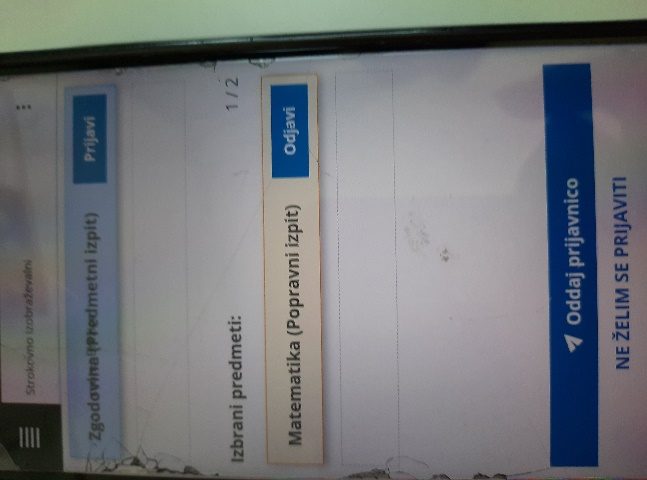 Strokovno izobraževalni
Zgodovina (Predmetni izpit)
Prijavi
Izbrani predmeti:
1 / 2
Matematika (Popravni izpit)
Odjavi
Oddaj prijavnico
NE ŽELIM SE PRIJAVITI